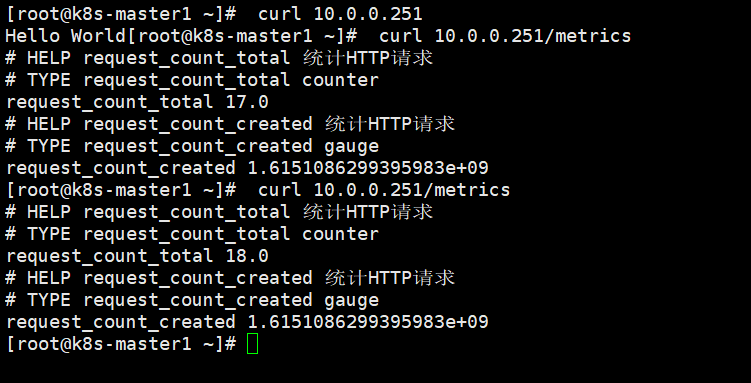 [root@k8s-master1 ~]#  curl 10.0.0.251
Hello World[root@k8s-master1 ~]#  curl 10.0.0.251/metrics
# HELP request_count_total 统计HTTP请求
# TYPE request_count_total counter
request_count_total 17.0
# HELP request_count_created 统计HTTP请求
# TYPE request_count_created gauge
request_count_created 1.6151086299395983e+09
[root@k8s-master1 ~]#  curl 10.0.0.251/metrics
# HELP request_count_total 统计HTTP请求
# TYPE request_count_total counter
request_count_total 18.0
# HELP request_count_created 统计HTTP请求
# TYPE request_count_created gauge
request_count_created 1.6151086299395983e+09
[root@k8s-master1 ~]#